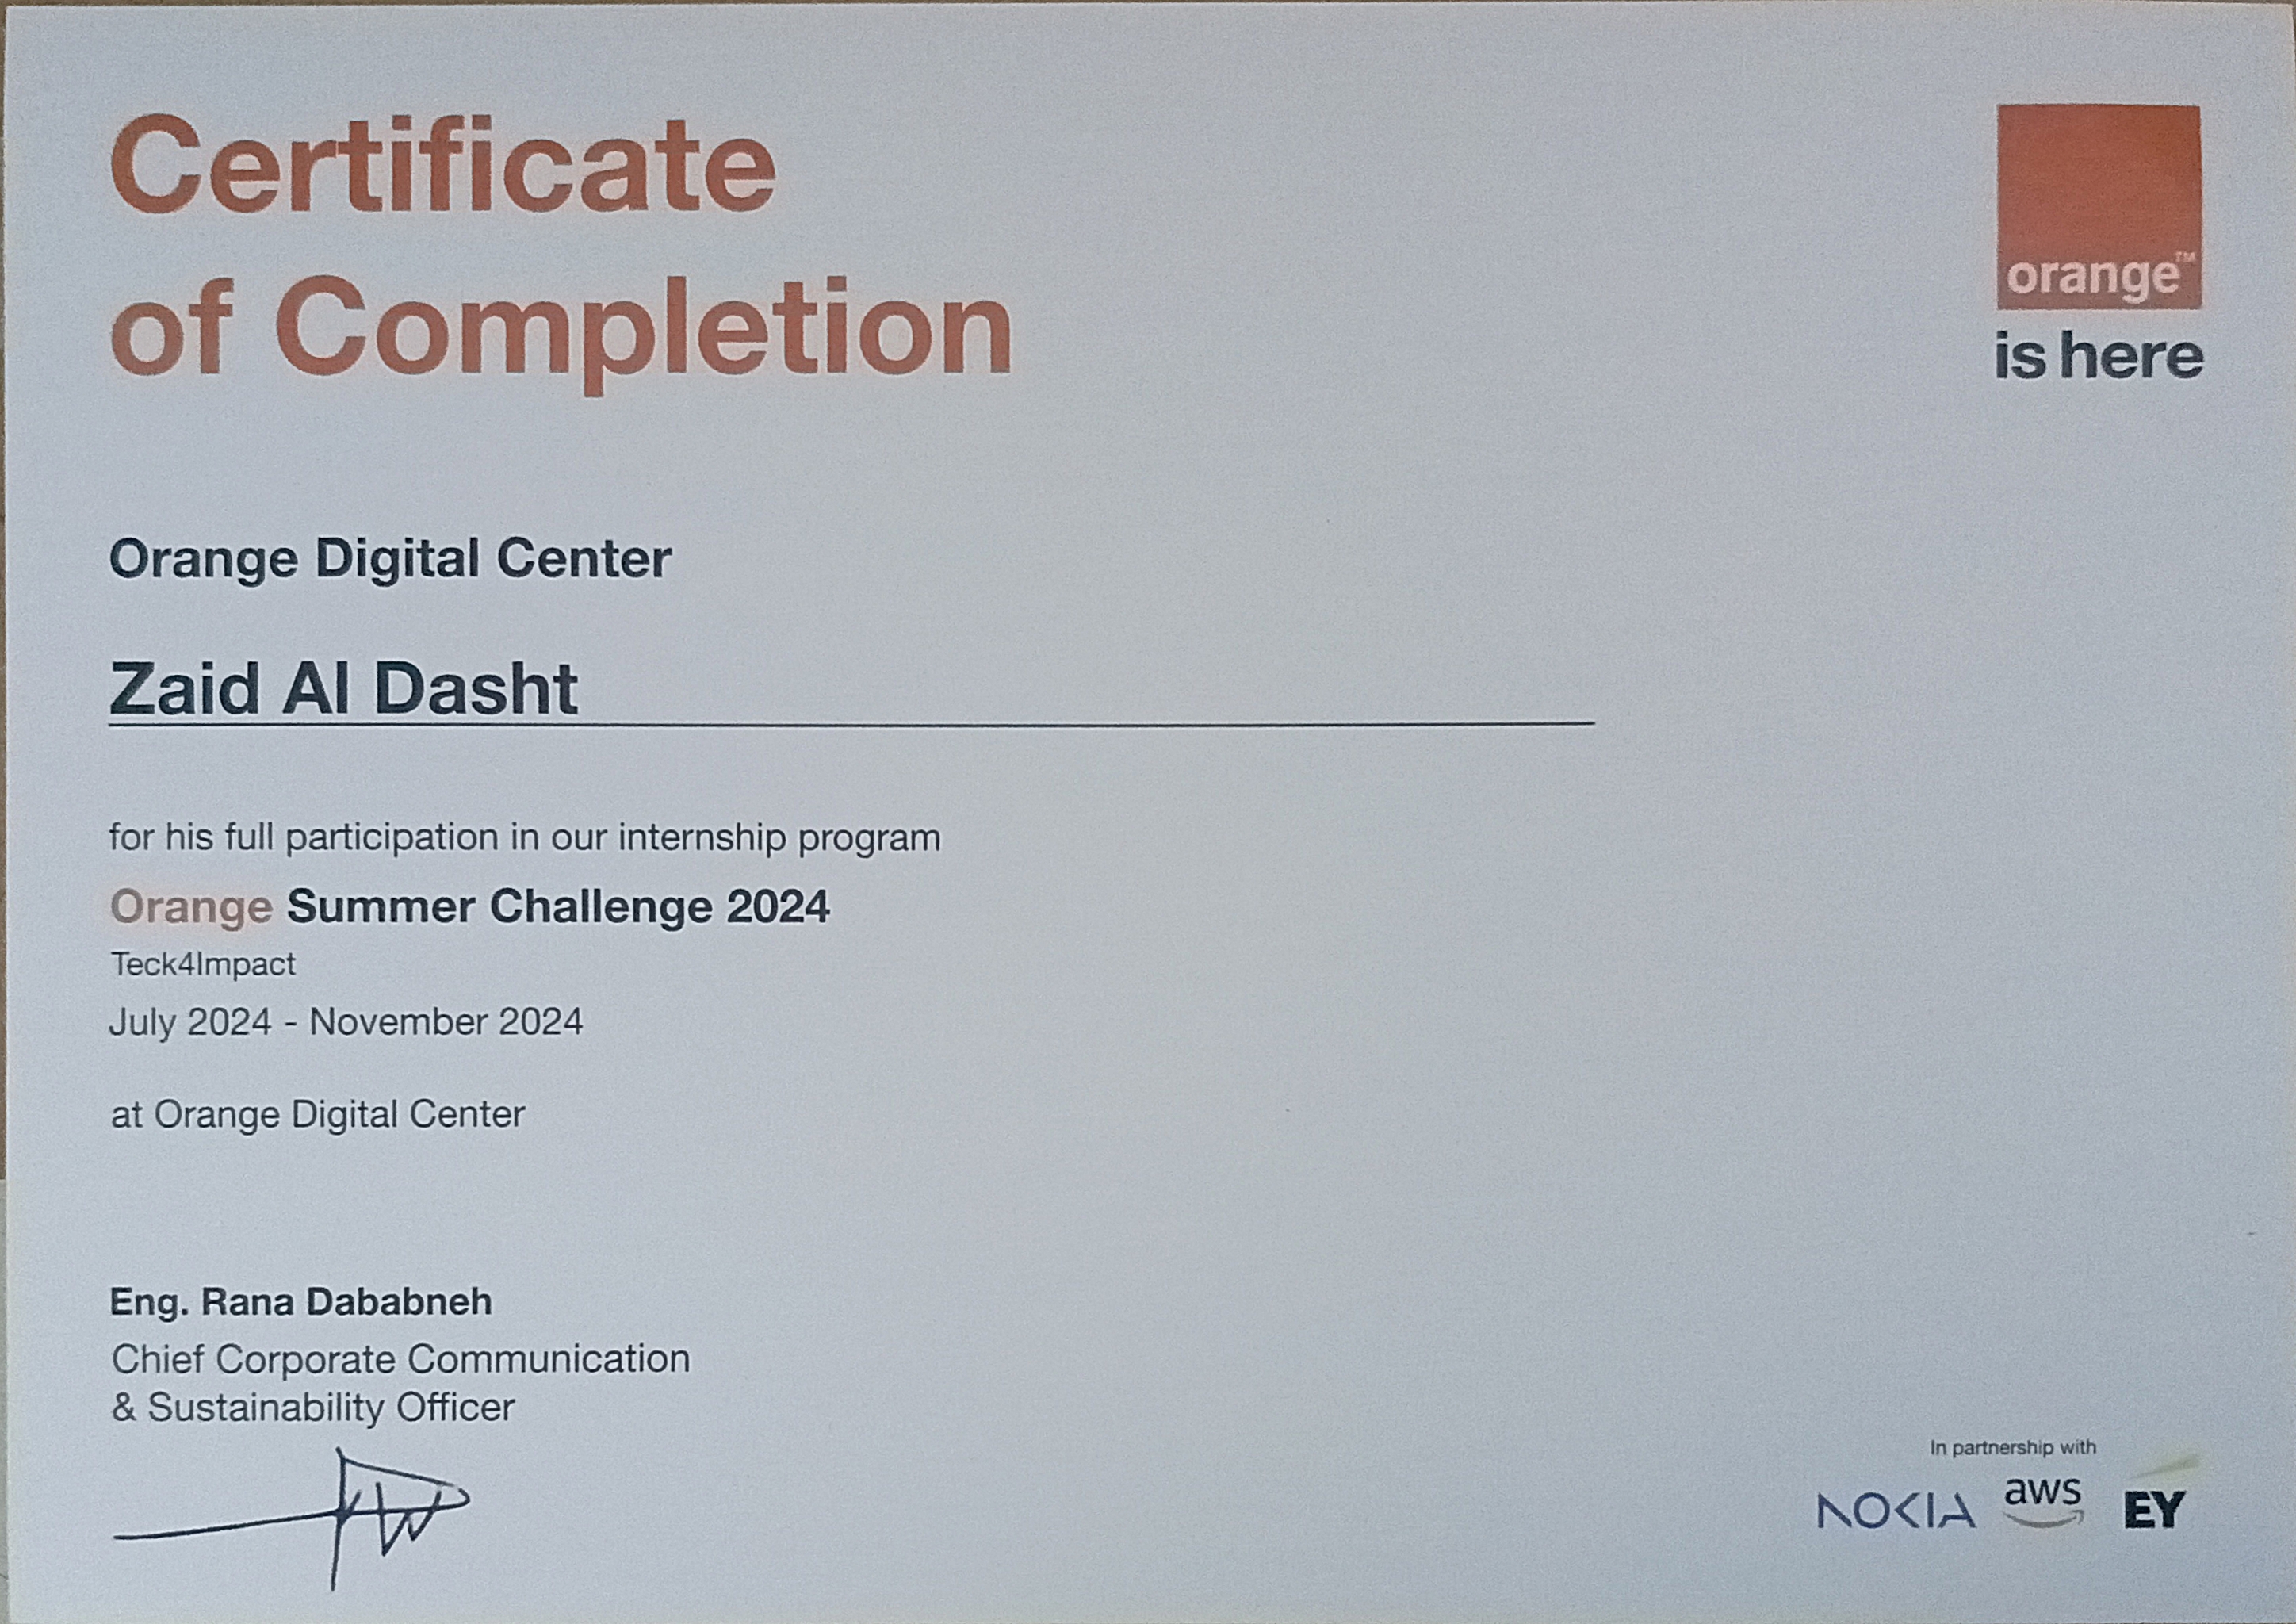 Certificate
of Completion
orange™
is here
Orange Digital Center
Zaid Al Dasht
for his full participation in our internship program
Orange Summer Challenge 2024
Teck4Impact
July 2024 - November 2024
at Orange Digital Center
Eng. Rana Dababneh
Chief Corporate Communication
& Sustainability Officer
In partnership with
NOKIA aws EY